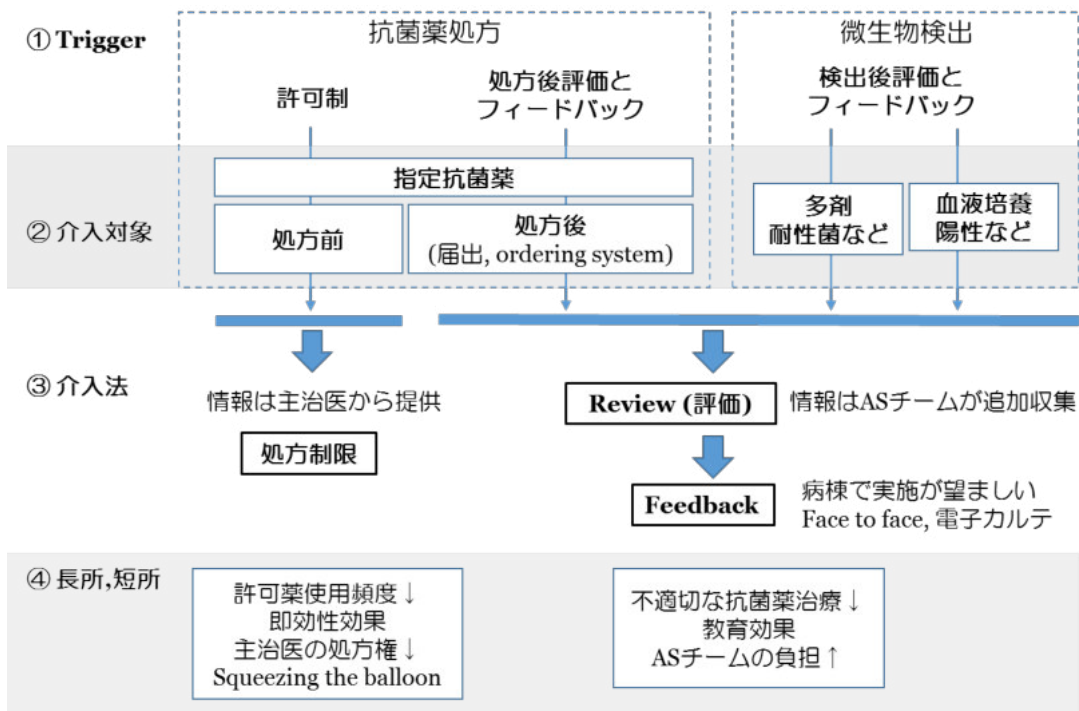 ① Trigger
抗菌薬処方
微生物検出
許可制
処方後評価と
フィードバック
検出後評価と
フィードバック
② 介入対象
指定抗菌薬
処方前
処方後
(届出, ordering system)
多剤
耐性菌など
血液培養
陽性など
③ 介入法
情報は主治医から提供
処方制限
Review (評価)
情報はASチームが追加収集
Feedback
病棟で実施が望ましい
Face to face, 電子カルテ
④ 長所,短所
許可薬使用頻度↓
即効性効果
主治医の処方権↓
Squeezing the balloon
不適切な抗菌薬治療↓
教育効果
ASチームの負担↑